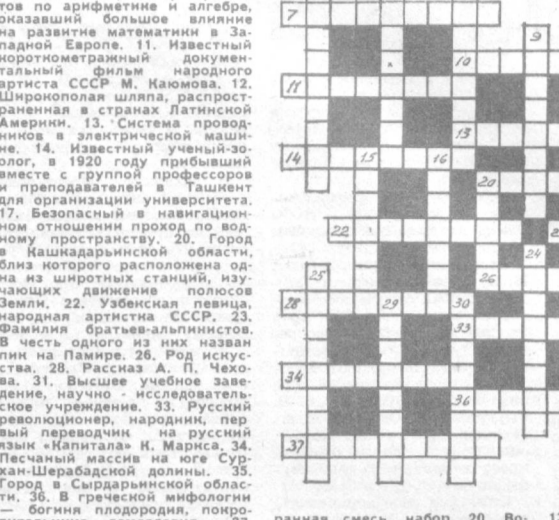 тов по арифметике и алгебре,
оказавший большое влияние
на развитие математики в За-
падной Европе. 11. Известный
короткометражный докумен-
тальный фильм народного
артиста СССР М. Каюмова. 12.
Широкополая шляпа, распрост-
раненная в странах Латинской
Америки. 13. Система провод-
ников в электрической маши-
не. 14. Известный ученый-зо-
олог, в 1920 году прибывший
вместе с группой профессоров
и преподавателей в Ташкент
для организации университета.
17. Безопасный в навигацион-
ном отношении проход по вод-
ному пространству. 20. Город
в Кашкадарьинской области,
близ которого расположена од-
на из широтных станций, изу-
чающих движение полюсов
Земли. 22. Узбекская певица,
народная артистка СССР. 23.
Фамилия братьев-альпинистов.
В честь одного из них назван
пик на Памире. 26. Род искус-
ства. 28. Рассказ А. П. Чехо-
ва. 31. Высшее учебное заве-
дение, научно - исследователь-
ское учреждение. 33. Русский
революционер, народник, пер
вый переводчик на русский
язык «Капитала» К. Маркса. 34.
Песчаный массив на юге Сур-
хан-Шерабадской долины. 35.
Город в Сырдарьинской облас-
ти. 36. В греческой мифологии
— богиня плодородия, покро-
7
9
10
11
13
14 15 16
20
22
24
25
26
28 29 30
33
34
36
37
смесь, набор. 20. Во-